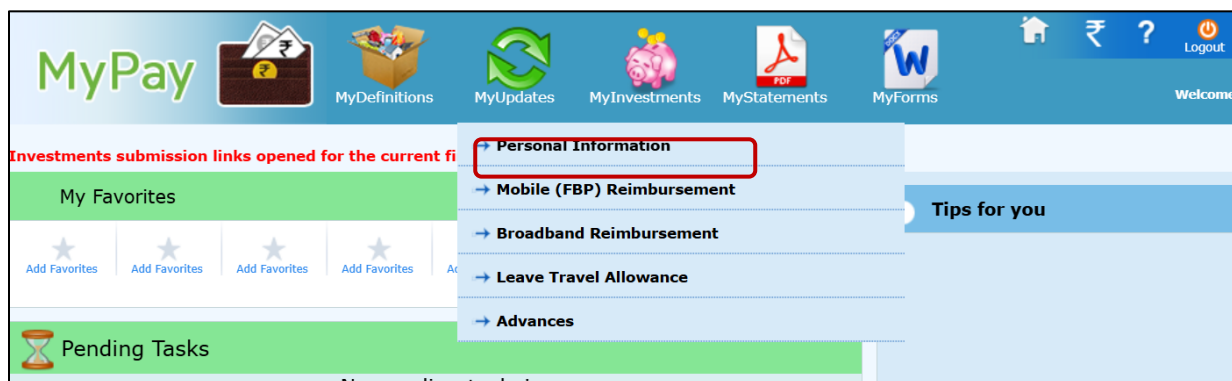 MyPay
MyDefinitions
MyUpdates
MyInvestments
PDF
MyStatements
W
MyForms
₹
?
Logout
Welcome
Investments submission links opened for the current fi
→ Personal Information
→ Mobile (FBP) Reimbursement
→ Broadband Reimbursement
→ Leave Travel Allowance
→ Advances
My Favorites
Add Favorites
Add Favorites
Add Favorites
Add Favorites
Tips for you
Pending Tasks